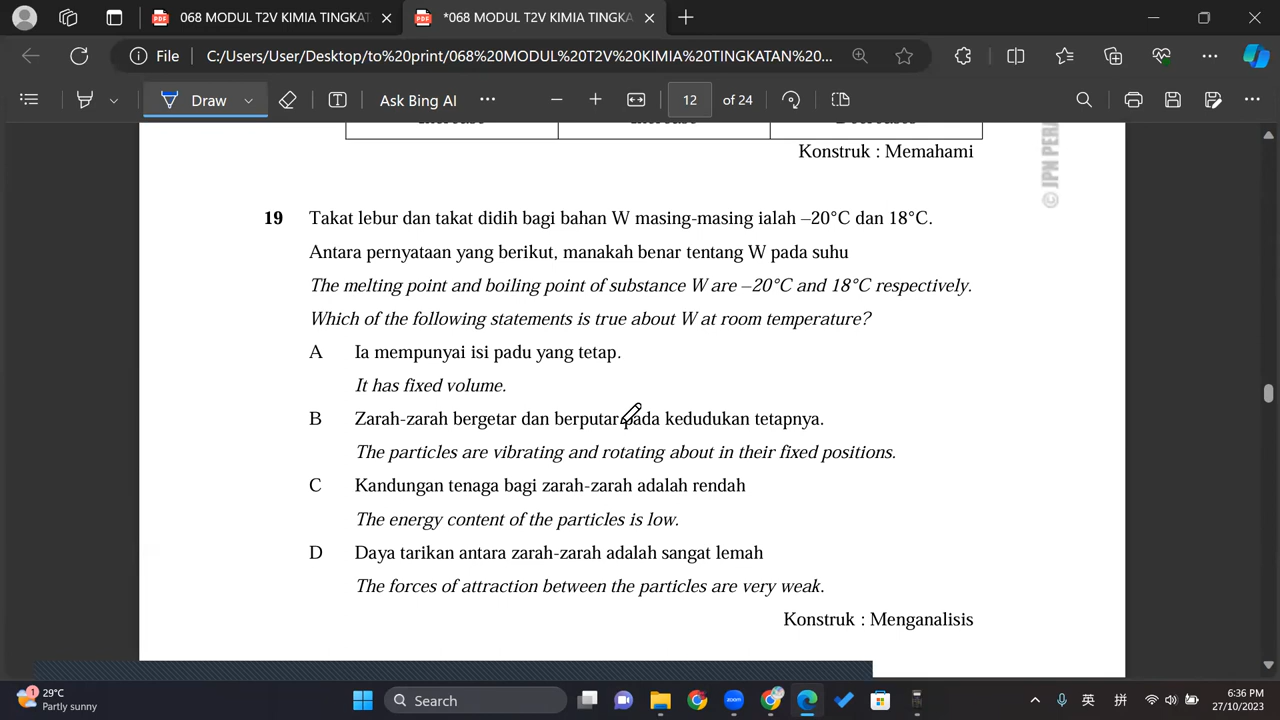 068 MODUL T2V KIMIA TINGKA
*068 MODUL T2V KIMIA TINGKA
File
C:/Users/User/Desktop/to%20print/068%20MODUL%20T2V%20KIMIA%20TINGKATAN%20...
Draw
Ask Bing AI
12 of 24
Konstruk : Memahami
© JPN PER
19 Takat lebur dan takat didih bagi bahan W masing-masing ialah –20°C dan 18°C.
Antara pernyataan yang berikut, manakah benar tentang W pada suhu
The melting point and boiling point of substance W are –20°C and 18°C respectively.
Which of the following statements is true about W at room temperature?
A Ia mempunyai isi padu yang tetap.
It has fixed volume.
B Zarah-zarah bergetar dan berputar pada kedudukan tetapnya.
The particles are vibrating and rotating about in their fixed positions.
C Kandungan tenaga bagi zarah-zarah adalah rendah
The energy content of the particles is low.
D Daya tarikan antara zarah-zarah adalah sangat lemah
The forces of attraction between the particles are very weak.
Konstruk : Menganalisis
1
29°C
Partly sunny
Search
zoom
英
拼
6:36 PM
27/10/2023